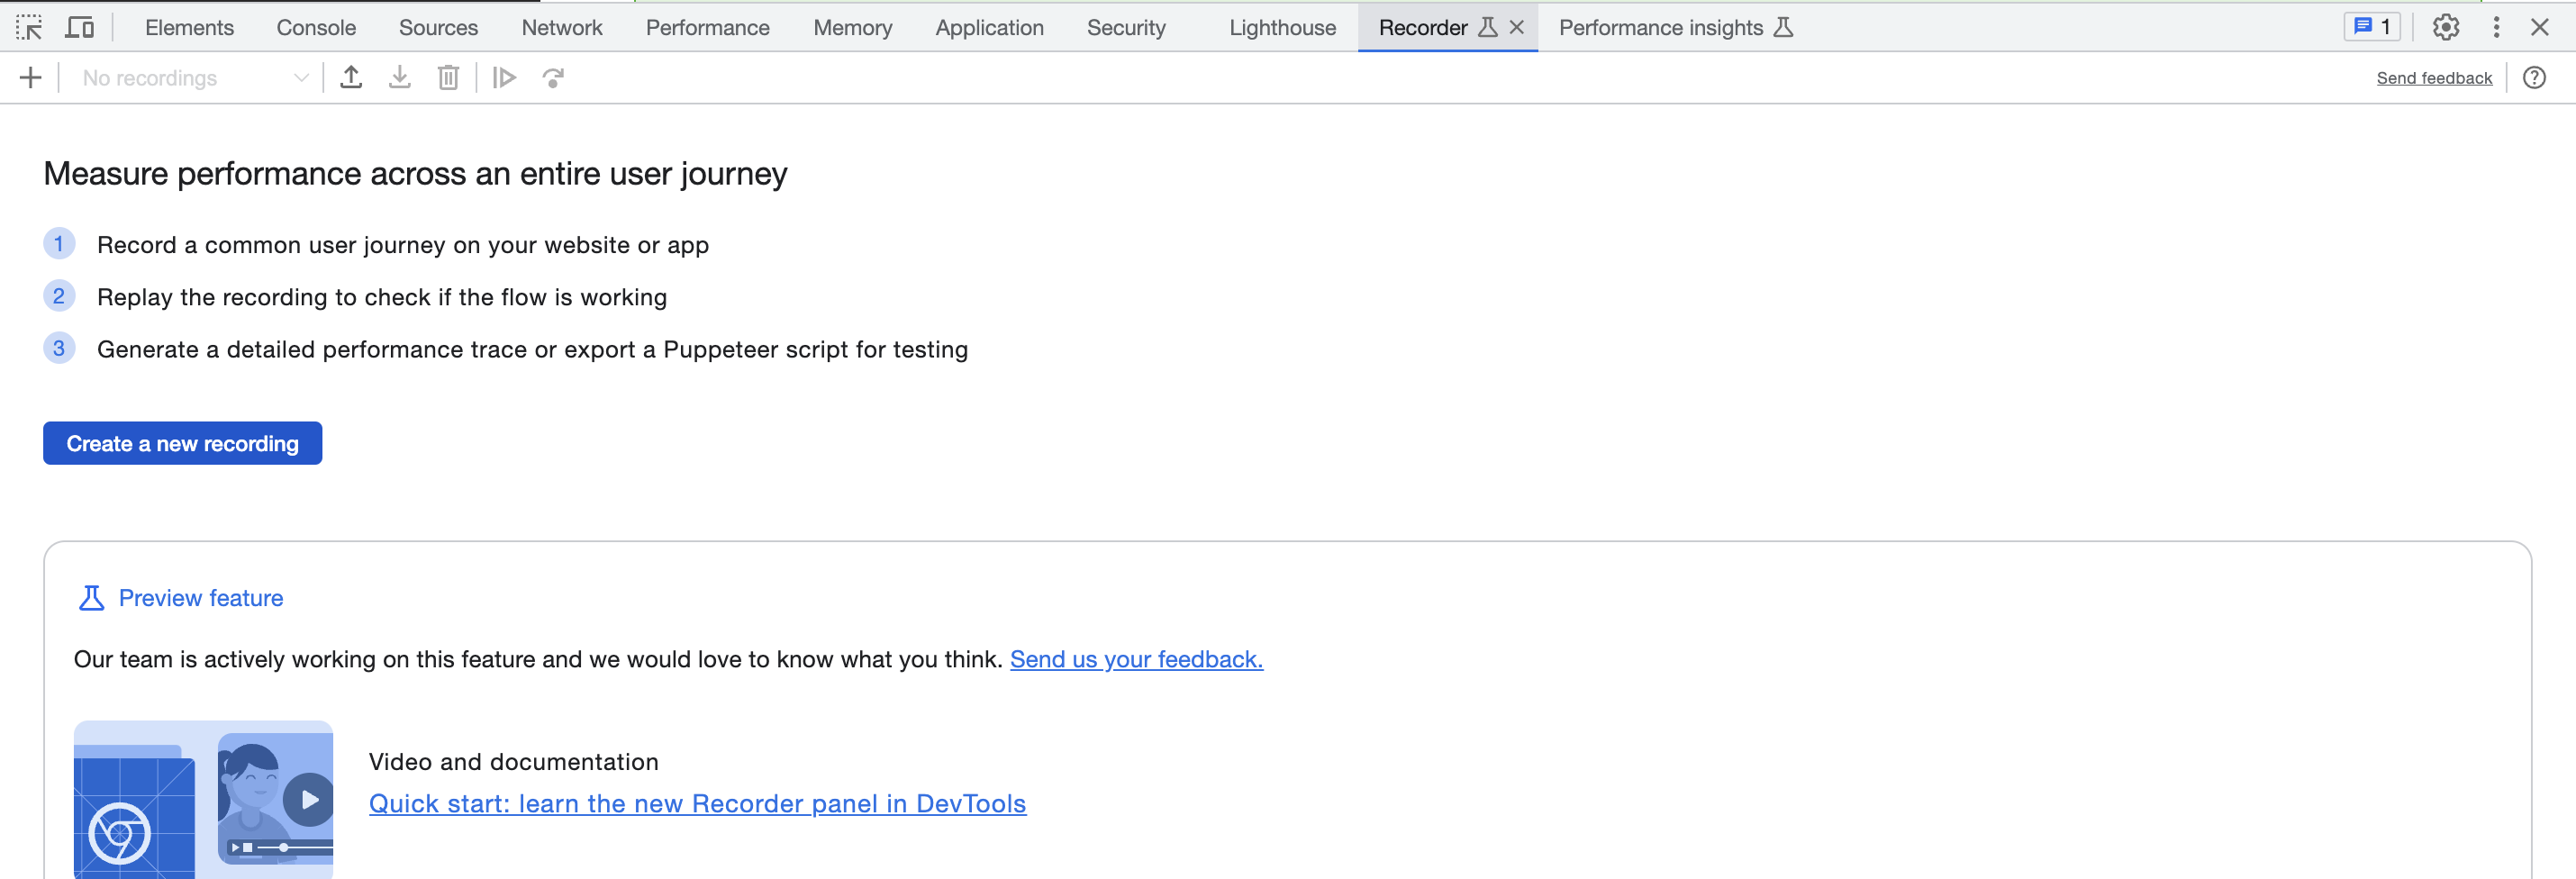 Elements Console Sources Network Performance Memory Application Security Lighthouse Recorder Performance insights 1
No recordings Send feedback
Measure performance across an entire user journey
1 Record a common user journey on your website or app
2 Replay the recording to check if the flow is working
3 Generate a detailed performance trace or export a Puppeteer script for testing
Create a new recording
Preview feature
Our team is actively working on this feature and we would love to know what you think. Send us your feedback.
Video and documentation
Quick start: learn the new Recorder panel in DevTools